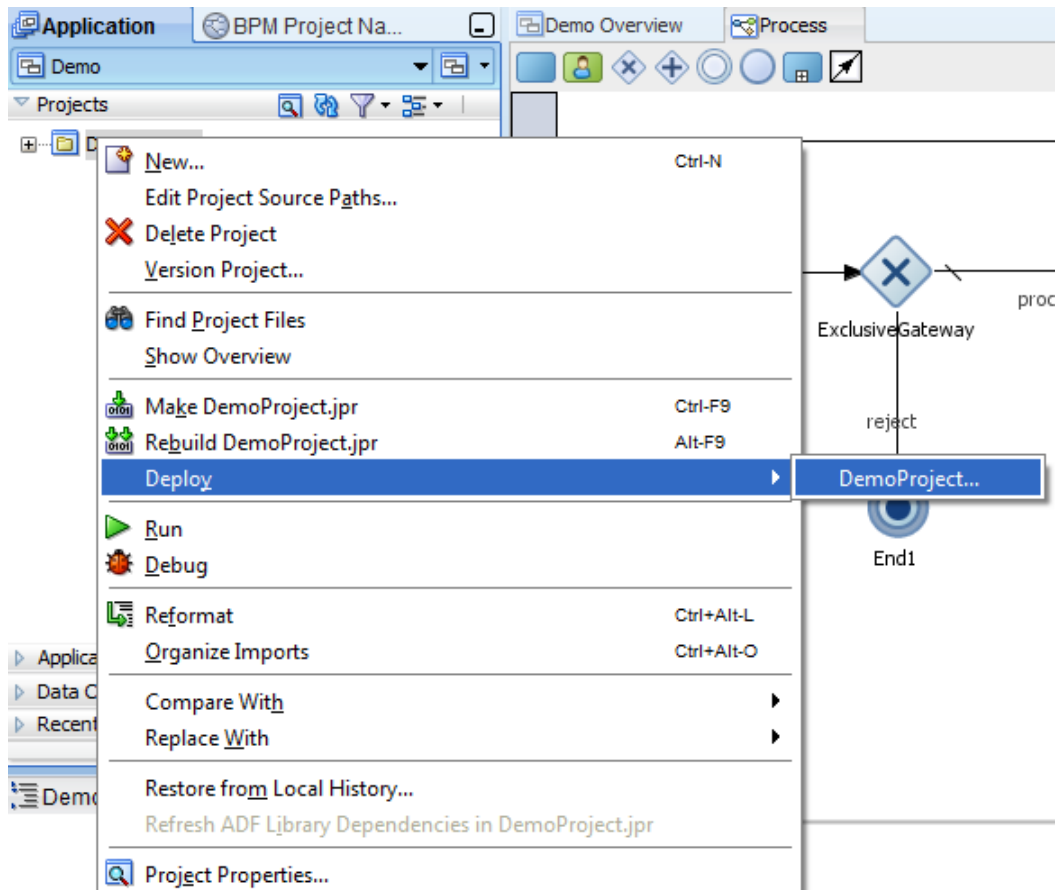 Application
BPM Project Na...
Demo Overview
Process
Demo
Projects
New... Ctrl-N
Edit Project Source Paths...
Delete Project
Version Project...
Find Project Files
Show Overview
Make DemoProject.jpr Ctrl-F9
Rebuild DemoProject.jpr Alt-F9
Deploy
DemoProject...
Run
Debug
Reformat Ctrl+Alt-L
Organize Imports Ctrl+Alt-O
Compare With
Replace With
Restore from Local History...
Refresh ADF Library Dependencies in DemoProject.jpr
Project Properties...
Applica
Data C
Recent
Demo
proc
ExclusiveGateway
reject
End1